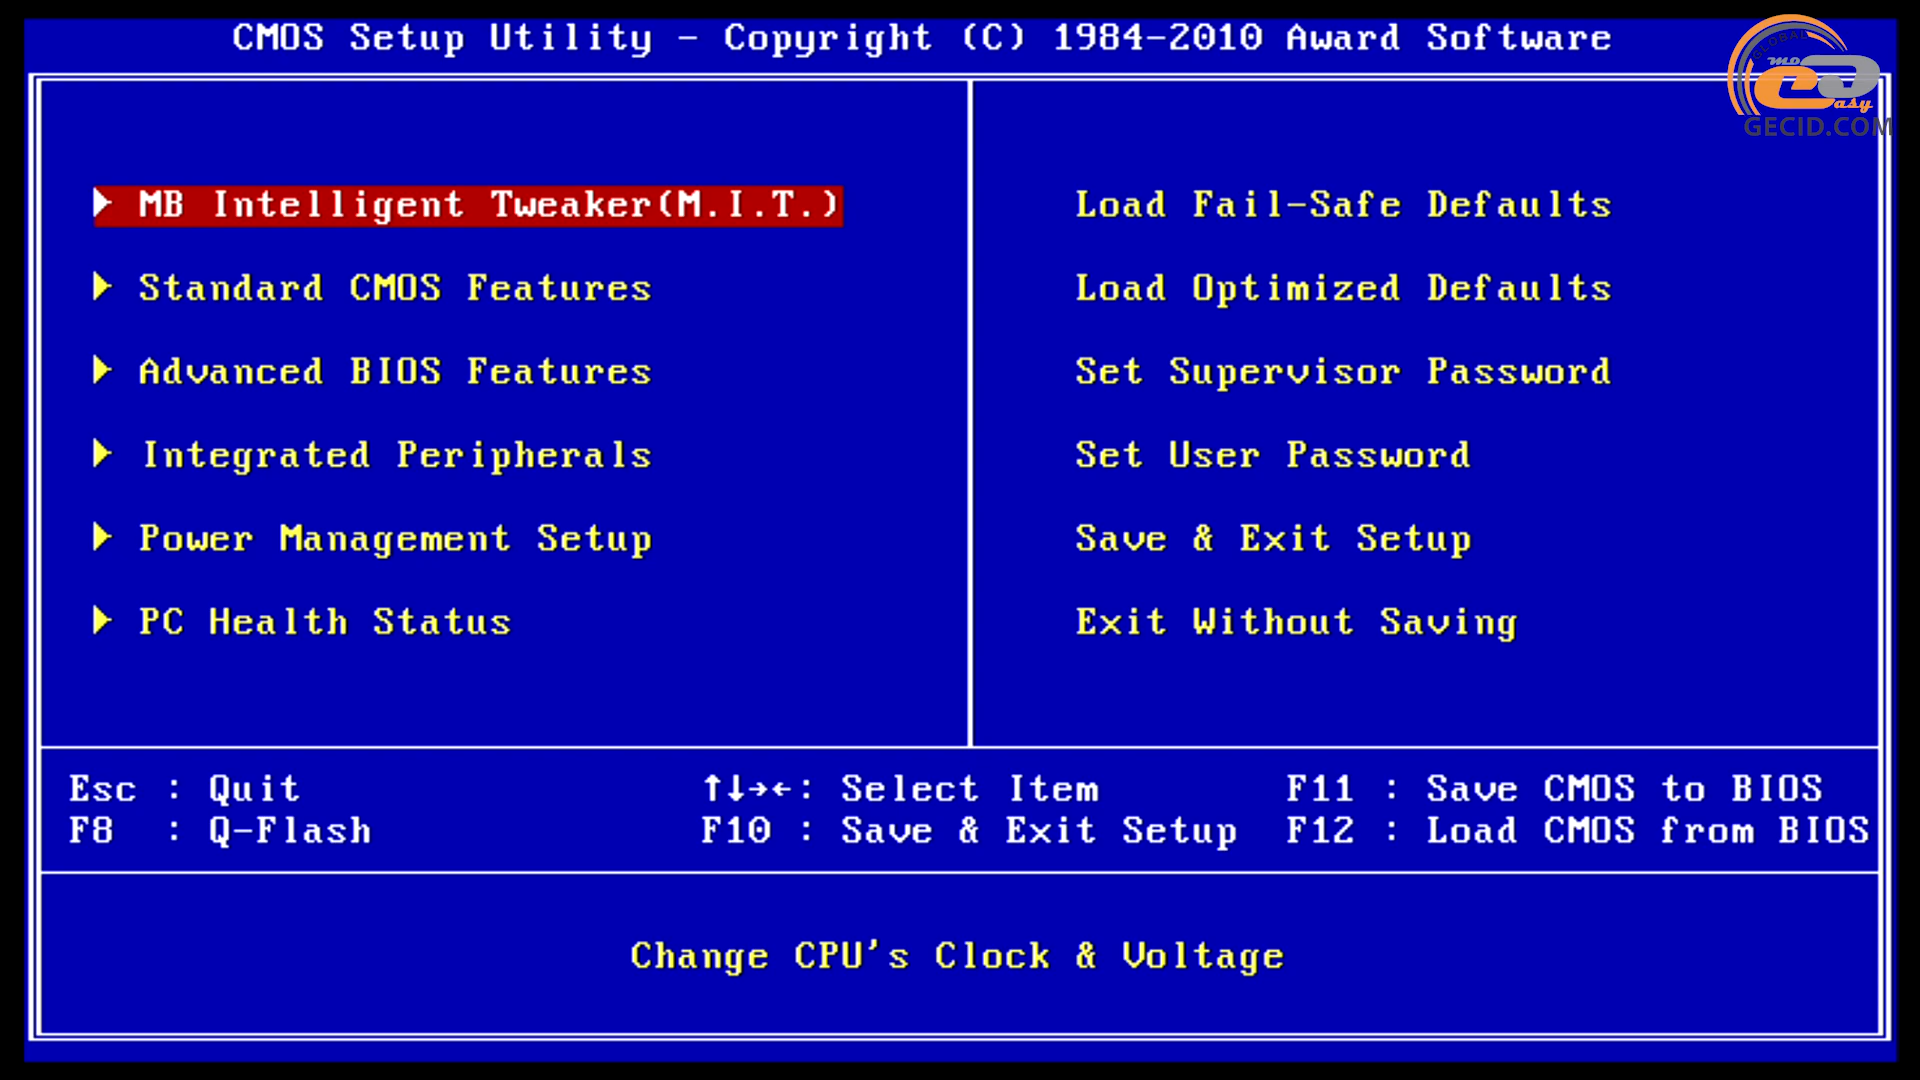 CMOS Setup Utility - Copyright (C) 1984-2010 Award Software
GLOBAL
mo
asy
GECID.COM
MB Intelligent Tweaker(M.I.T.)
Standard CMOS Features
Advanced BIOS Features
Integrated Peripherals
Power Management Setup
PC Health Status
Load Fail-Safe Defaults
Load Optimized Defaults
Set Supervisor Password
Set User Password
Save & Exit Setup
Exit Without Saving
Esc : Quit ↑↓→←: Select Item F11 : Save CMOS to BIOS
F8 : Q-Flash F10 : Save & Exit Setup F12 : Load CMOS from BIOS
Change CPU's Clock & Voltage